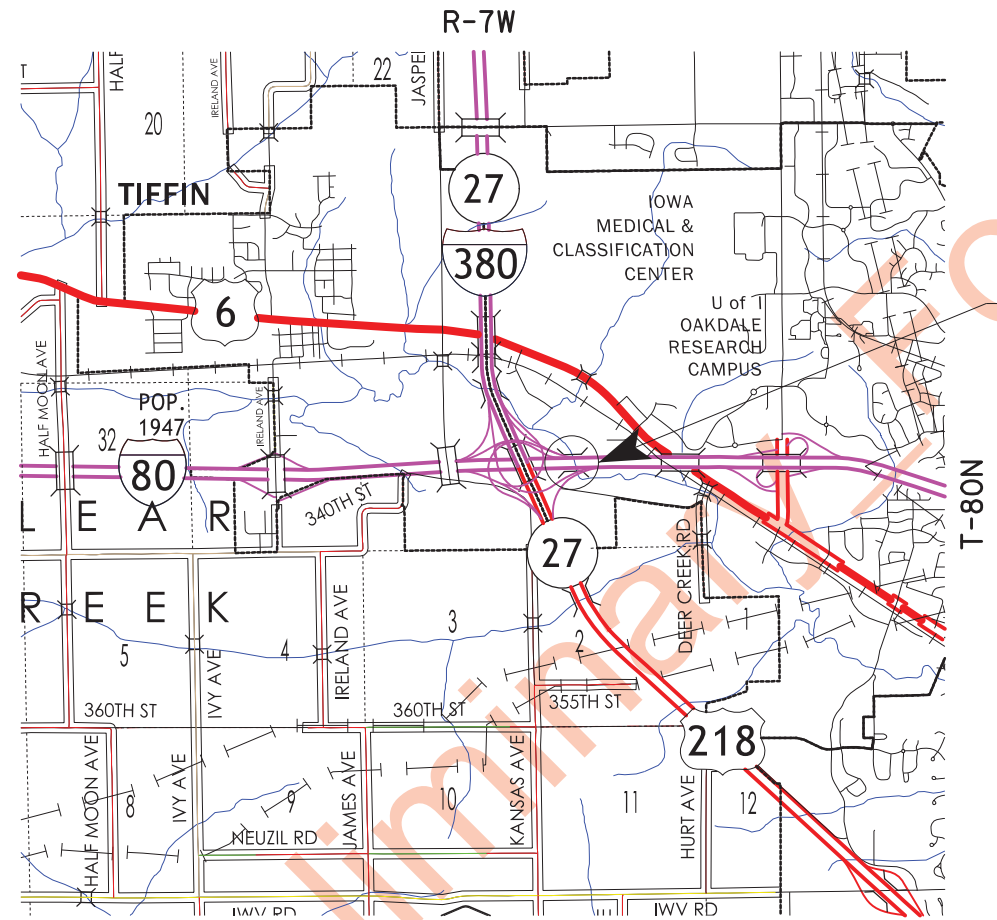 R-7W
HALF
IRELAND AVE
22
JASPE
20
27
TIFFIN
IOWA
MEDICAL &
CLASSIFICATION
CENTER
380
6
U of I
OAKDALE
RESEARCH
CAMPUS
HALF MOON AVE
POP.
1947
IRELAND AVE
32
80
L E A R
340TH ST
T-80N
27
DEER CREEK RD
R E E K
3
1
5
4
2
IVY AVE
IRELAND AVE
360TH ST
360TH ST
355TH ST
218
HALF MOON AVE
IVY AVE
JAMES AVE
KANSAS AVE
HURT AVE
8
9
10
11
12
NEUZIL RD
IWV RD
IWV RD
liminary_Fo